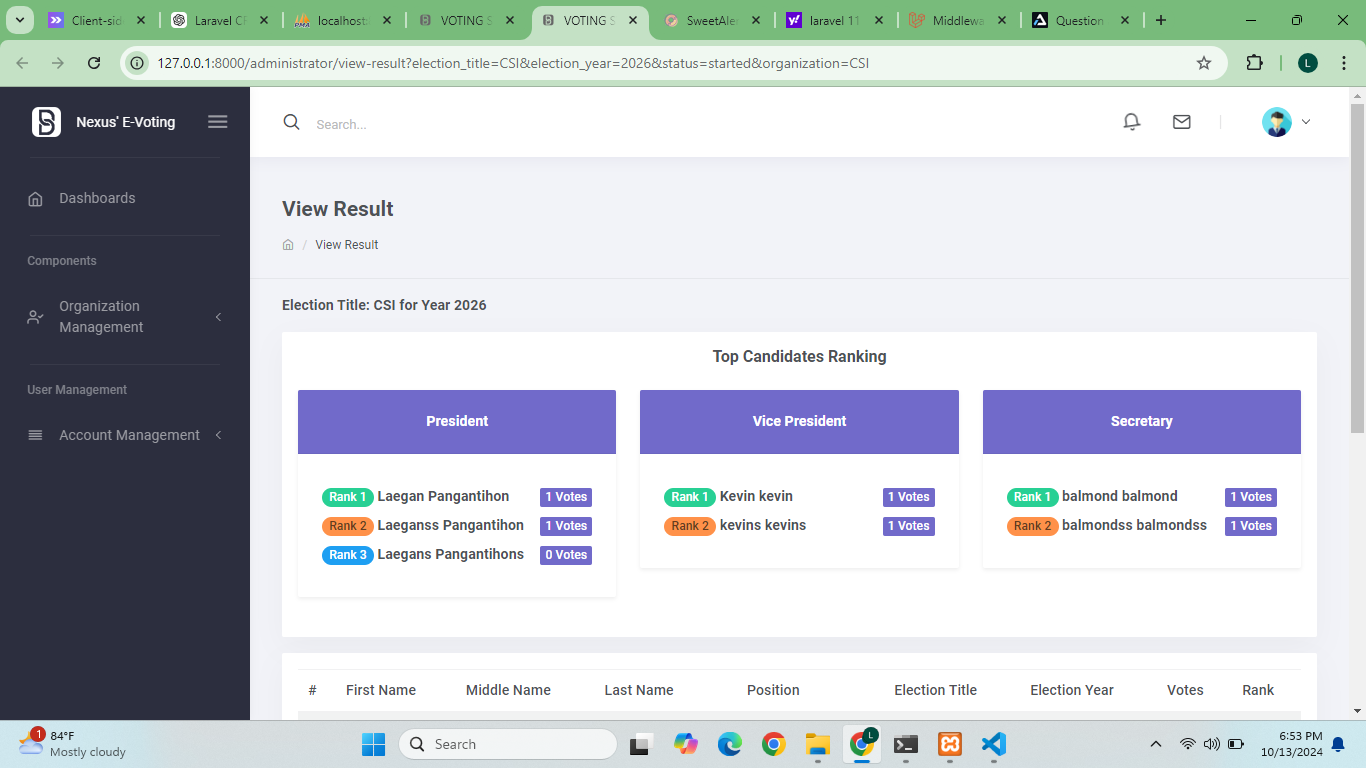 Client-sid
Laravel CF
localhost
VOTING S
VOTING S
SweetAler
laravel 11
Middlewa
Question
127.0.0.1:8000/administrator/view-result?election_title=CSI&election_year=2026&status=started&organization=CSI
L
Nexus' E-Voting
Search...
Dashboards
Components
Organization
Management
User Management
Account Management
View Result
/ View Result
Election Title: CSI for Year 2026
Top Candidates Ranking
President
Rank 1 Laegan Pangantihon 1 Votes
Rank 2 Laeganss Pangantihon 1 Votes
Rank 3 Laegans Pangantihons 0 Votes
Vice President
Rank 1 Kevin kevin 1 Votes
Rank 2 kevins kevins 1 Votes
Secretary
Rank 1 balmond balmond 1 Votes
Rank 2 balmondss balmondss 1 Votes
# First Name Middle Name Last Name Position Election Title Election Year Votes Rank
1
84°F
Mostly cloudy
Search
L
6:53 PM
10/13/2024